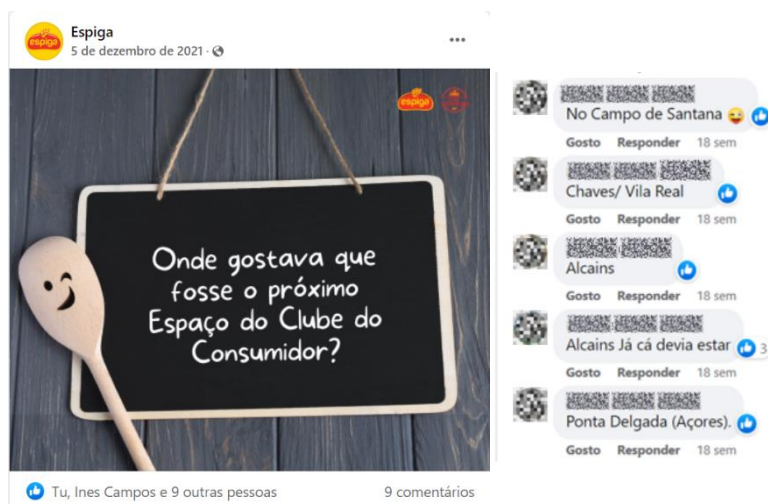 Espiga
5 de dezembro de 2021
espiga
espiga
Onde gostava que
fosse o próximo
Espaço do Clube do
Consumidor?
Tu, Ines Campos e 9 outras pessoas
9 comentários
No Campo de Santana
Gosto Responder 18 sem
Chaves/ Vila Real
Gosto Responder 18 sem
Alcains
Gosto Responder 18 sem
Alcains Já cá devia estar
3
Gosto Responder 18 sem
Ponta Delgada (Açores).
Gosto Responder 18 sem